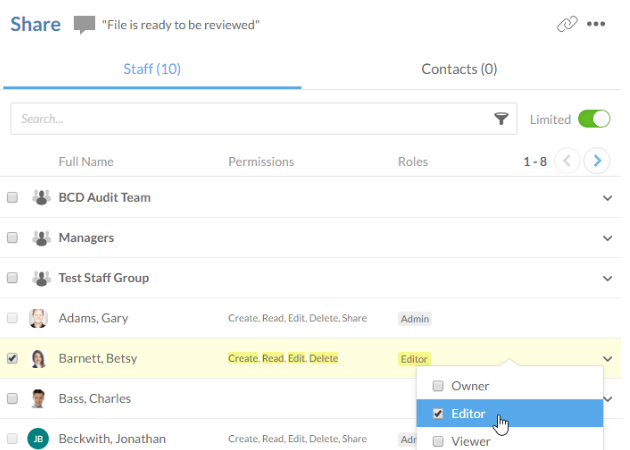 Share "File is ready to be reviewed"
Staff (10) Contacts (0)
Search... Limited
Full Name Permissions Roles 1 - 8
BCD Audit Team
Managers
Test Staff Group
Adams, Gary Create, Read, Edit, Delete, Share Admin
Barnett, Betsy Create, Read, Edit, Delete Editor
Owner
Bass, Charles
Editor
JB Beckwith, Jonathan Create, Read, Edit, Delete, Share
Viewer